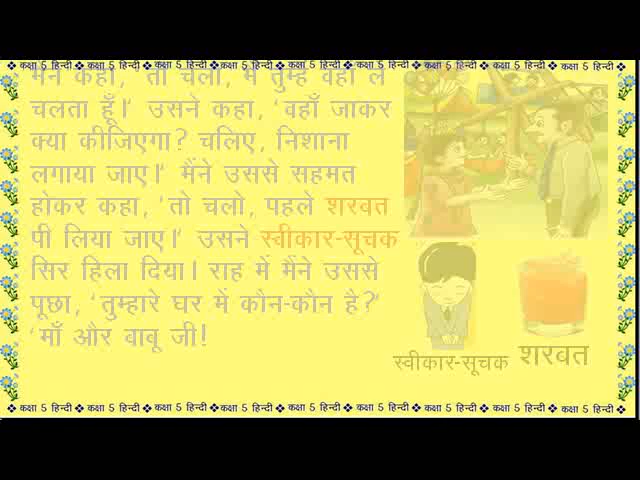 ❖ कक्षा 5 हिन्दी ❖ कक्षा 5 हिन्दी ❖ कक्षा 5 हिन्दी ❖ कक्षा 5 हिन्दी ❖ कक्षा 5 हिन्दी ❖ कक्षा 5 हिन्दी ❖ कक्षा 5 हिन्दी ❖ कक्षा 5 हिन्दी ❖ कक्षा 5 हिन्दी ❖
मैंने कहा, 'तो चलो, मैं तुम्हें वहाँ ले
चलता हूँ।' उसने कहा, 'वहाँ जाकर
क्या कीजिएगा? चलिए, निशाना
लगाया जाए।' मैंने उससे सहमत
होकर कहा, 'तो चलो, पहले शरबत
पी लिया जाए।' उसने स्वीकार-सूचक
सिर हिला दिया। राह में मैंने उससे
पूछा, 'तुम्हारे घर में कौन-कौन है?'
'माँ और बाबू जी!
स्वीकार-सूचक शरबत
❖ कक्षा 5 हिन्दी ❖ कक्षा 5 हिन्दी ❖ कक्षा 5 हिन्दी ❖ कक्षा 5 हिन्दी ❖ कक्षा 5 हिन्दी ❖ कक्षा 5 हिन्दी ❖ कक्षा 5 हिन्दी ❖ कक्षा 5 हिन्दी ❖ कक्षा 5 हिन्दी ❖